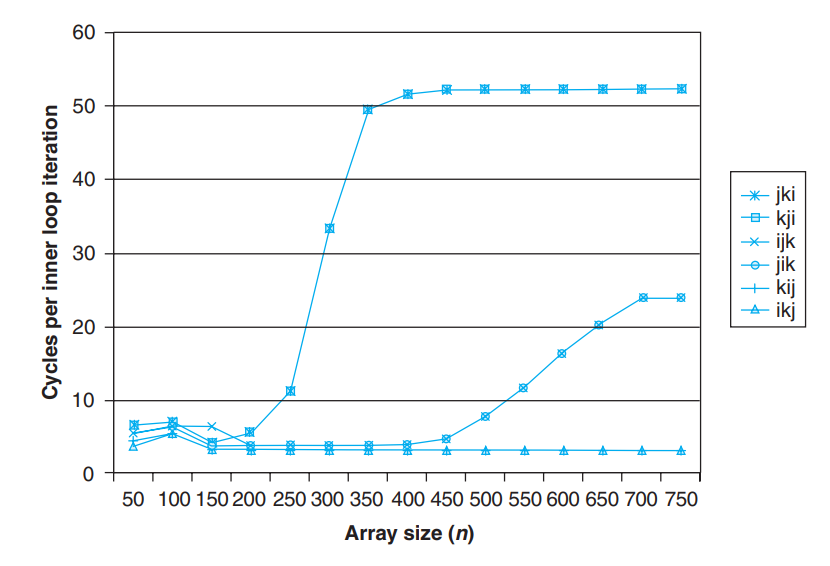 60
50
40
30
20
10
0
Cycles per inner loop iteration
50 100 150 200 250 300 350 400 450 500 550 600 650 700 750
Array size (n)
jki
kji
ijk
jik
kij
ikj